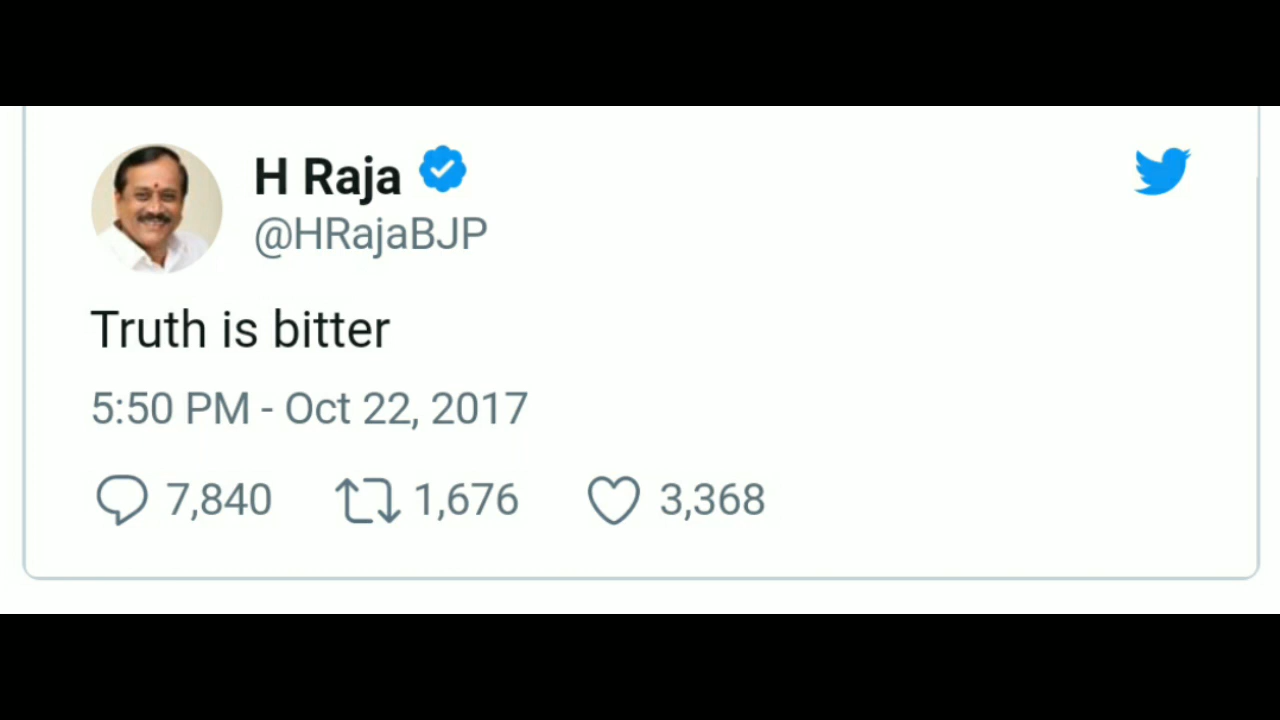 H Raja
@HRajaBJP
Truth is bitter
5:50 PM - Oct 22, 2017
7,840 1,676 3,368